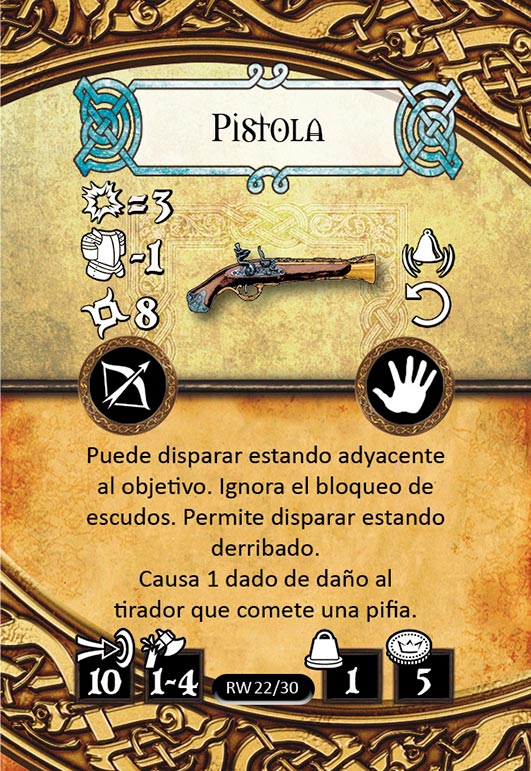 Pistola
=3
-1
8
Puede disparar estando adyacente
al objetivo. Ignora el bloqueo de
escudos. Permite disparar estando
derribado.
Causa 1 dado de daño al
tirador que comete una pifia.
10 1-4 RW 22/30 1 5